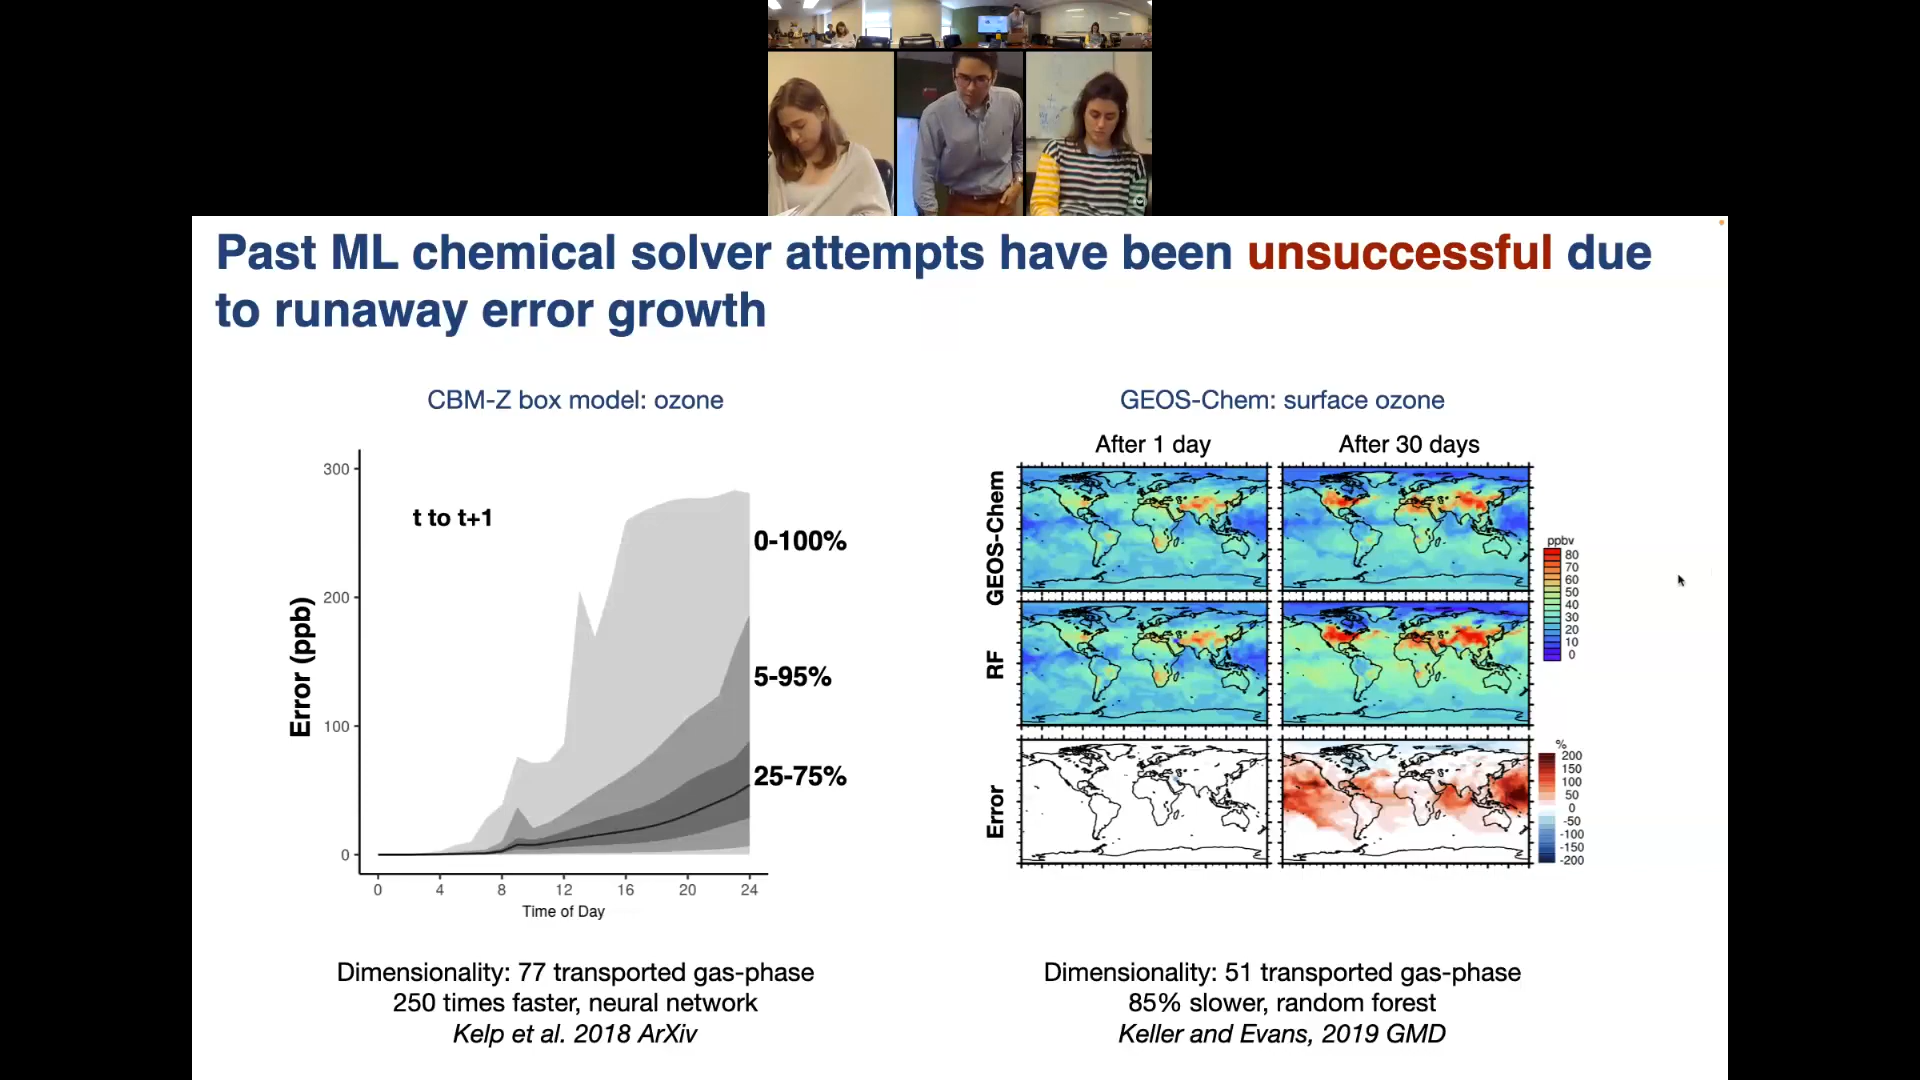 Past ML chemical solver attempts have been unsuccessful due
to runaway error growth
CBM-Z box model: ozone
300
200
100
0
Error (ppb)
t to t+1
0-100%
5-95%
25-75%
0
4
8
12
16
20
24
Time of Day
Dimensionality: 77 transported gas-phase
250 times faster, neural network
Kelp et al. 2018 ArXiv
GEOS-Chem: surface ozone
After 1 day
After 30 days
GEOS-Chem
RF
Error
ppbv
80
70
60
50
40
30
20
10
0
%
200
150
100
50
0
-50
-100
-150
-200
Dimensionality: 51 transported gas-phase
85% slower, random forest
Keller and Evans, 2019 GMD